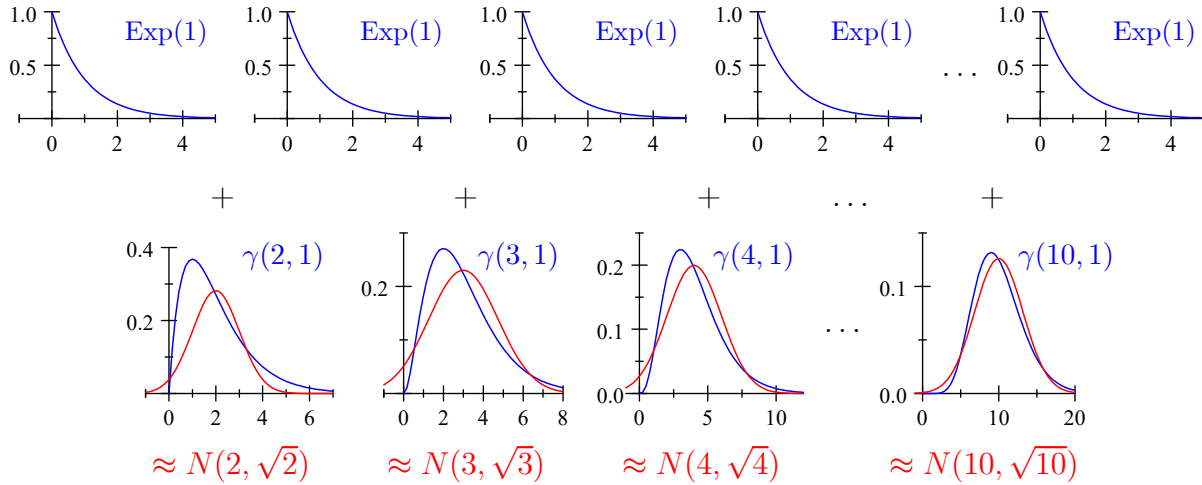 1.0 Exp(1) 1.0 Exp(1) 1.0 Exp(1) 1.0 Exp(1) 1.0 Exp(1)
0.5 0.5 0.5 0.5 ... 0.5
0 2 4 0 2 4 0 2 4 0 2 4 0 2 4
+ + + ... +
0.4 γ(2, 1) γ(3, 1) γ(4, 1) γ(10, 1)
0.2 0.2 0.2 0.1
0.1 ...
0.0 0.0
0 2 4 6 0 2 4 6 8 0 5 10 0 10 20
≈ N(2, √2) ≈ N(3, √3) ≈ N(4, √4) ≈ N(10, √10)